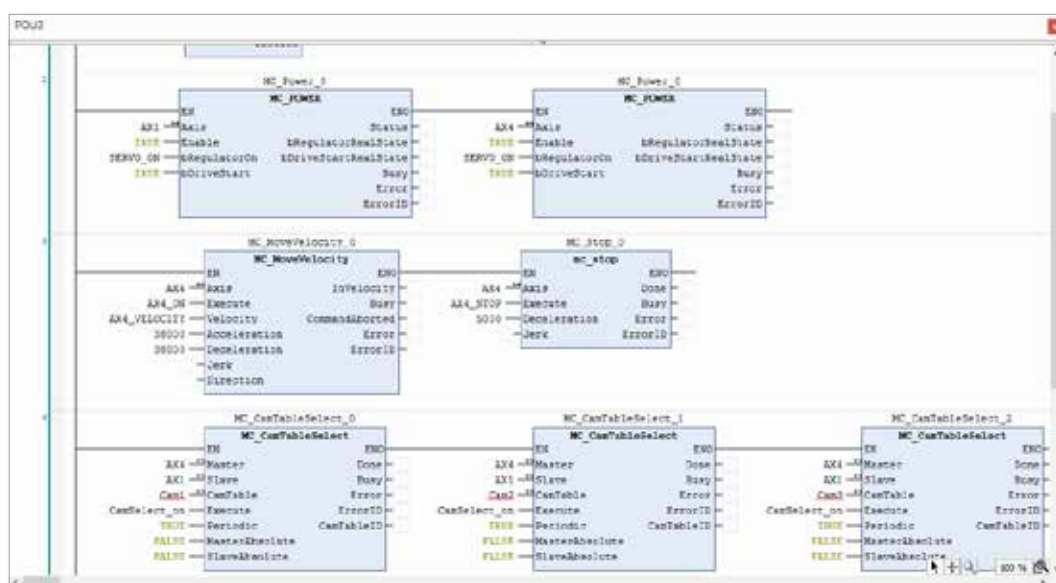 POU2
2
MC_Power_3 MC_Power_0
MC_POWER MC_POWER
EN ENO EN ENO
AX1 Axis Status AX4 Axis Status
TRUE Enable bRegulatorRealState TRUE Enable bRegulatorRealState
SERVO_ON bRegulatorOn bDriveStartRealState SERVO_ON bRegulatorOn bDriveStartRealState
TRUE bDriveStart Busy TRUE bDriveStart Busy
Error Error
ErrorID ErrorID
3
MC_MoveVelocity_0 MC_Stop_0
MC_MoveVelocity mc_stop
EN ENO EN ENO
AX4 Axis InVelocity AX4 Axis Done
AX4_ON Execute Busy AX4_STOP Execute Busy
AX4_VELOCITY Velocity CommandAborted 5000 Deceleration Error
Acceleration Error Jerk ErrorID
Deceleration ErrorID
Jerk
Direction
4
MC_CamTableSelect_0 MC_CamTableSelect_1 MC_CamTableSelect_2
MC_CamTableSelect MC_CamTableSelect MC_CamTableSelect
EN ENO EN ENO EN ENO
AX4 Master Done AX4 Master Done AX4 Master Done
AX1 Slave Busy AX1 Slave Busy AX1 Slave Busy
Cam1 CamTable Error Cam2 CamTable Error Cam3 CamTable Error
CamSelect_on Execute ErrorID CamSelect_on Execute ErrorID CamSelect_on Execute ErrorID
TRUE Periodic CamTableID TRUE Periodic CamTableID TRUE Periodic CamTableID
FALSE MasterAbsolute FALSE MasterAbsolute FALSE MasterAbsolute
FALSE SlaveAbsolute FALSE SlaveAbsolute FALSE SlaveAbsolute
100 %